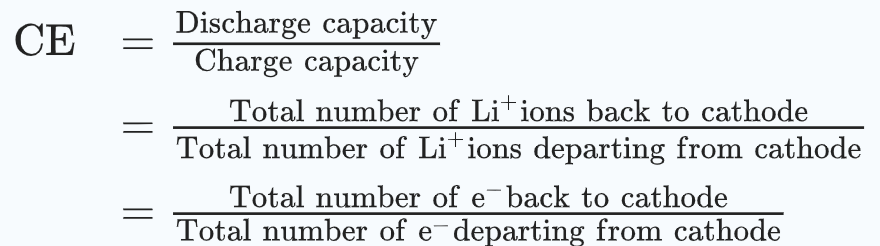 CE = Discharge capacity
Charge capacity
= Total number of Li⁺ions back to cathode
Total number of Li⁺ions departing from cathode
= Total number of e⁻back to cathode
Total number of e⁻departing from cathode